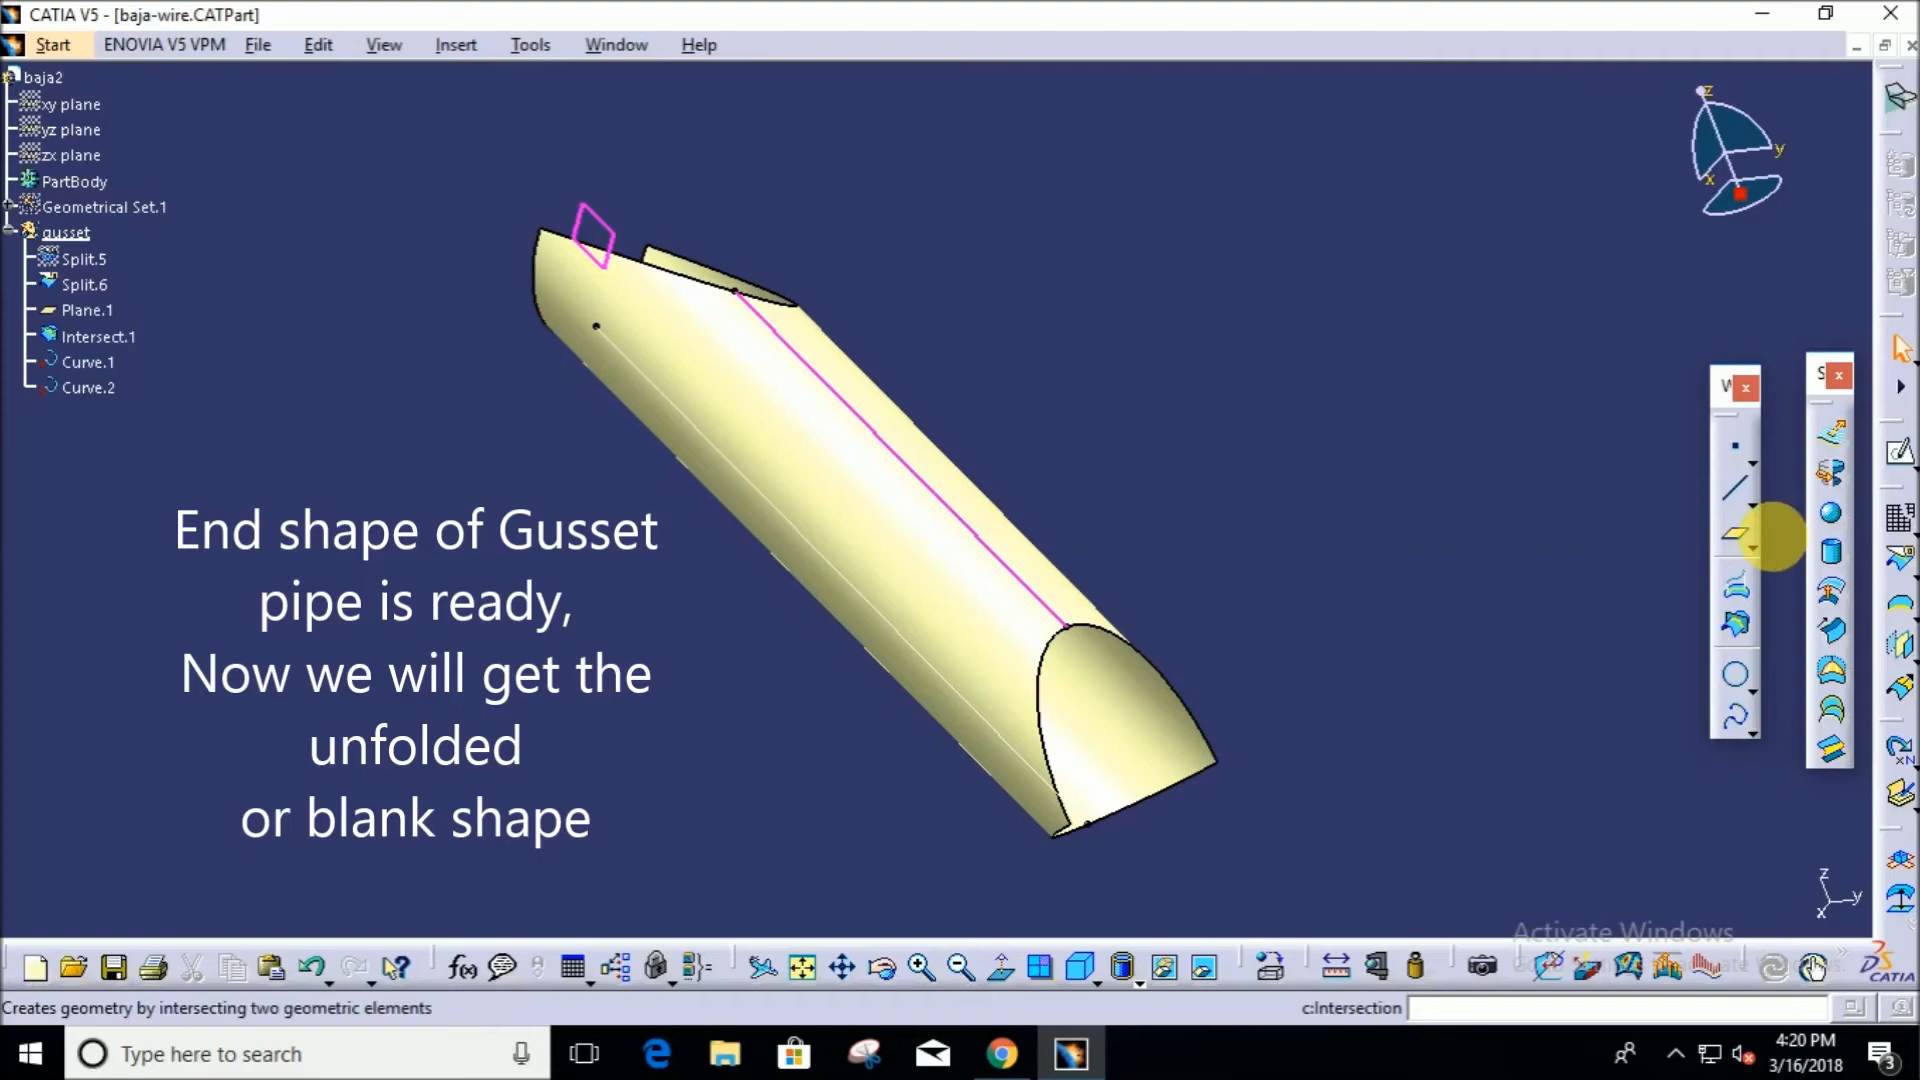 CATIA V5 - [baja-wire.CATPart]
Start ENOVIA V5 VPM File Edit View Insert Tools Window Help
baja2
xy plane
yz plane
zx plane
PartBody
Geometrical Set.1
gusset
Split.5
Split.6
Plane.1
Intersect.1
Curve.1
Curve.2
z
y
x
W
S
End shape of Gusset
pipe is ready,
Now we will get the
unfolded
or blank shape
z
y
x
Activate Windows
f(x)
CATIA
Creates geometry by intersecting two geometric elements
c:Intersection
Type here to search
4:20 PM
3/16/2018
3